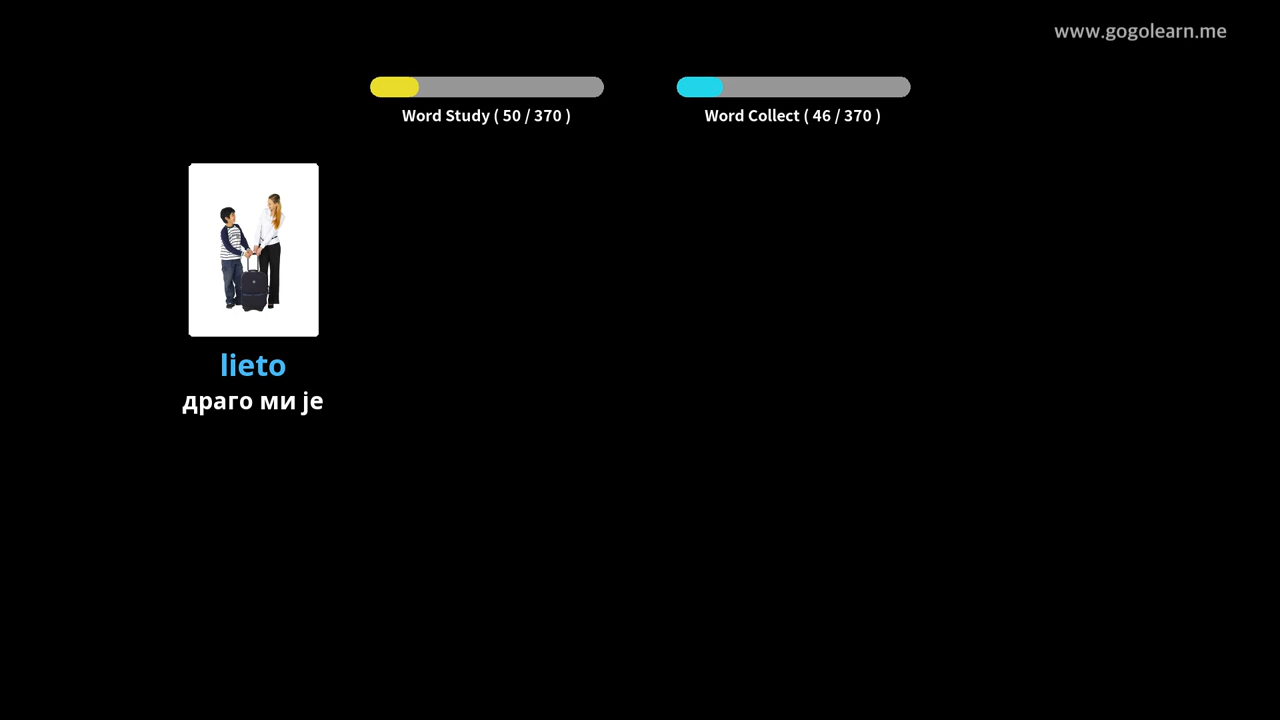 www.gogolearn.me
Word Study ( 50 / 370 )
Word Collect ( 46 / 370 )
lieto
драго ми је